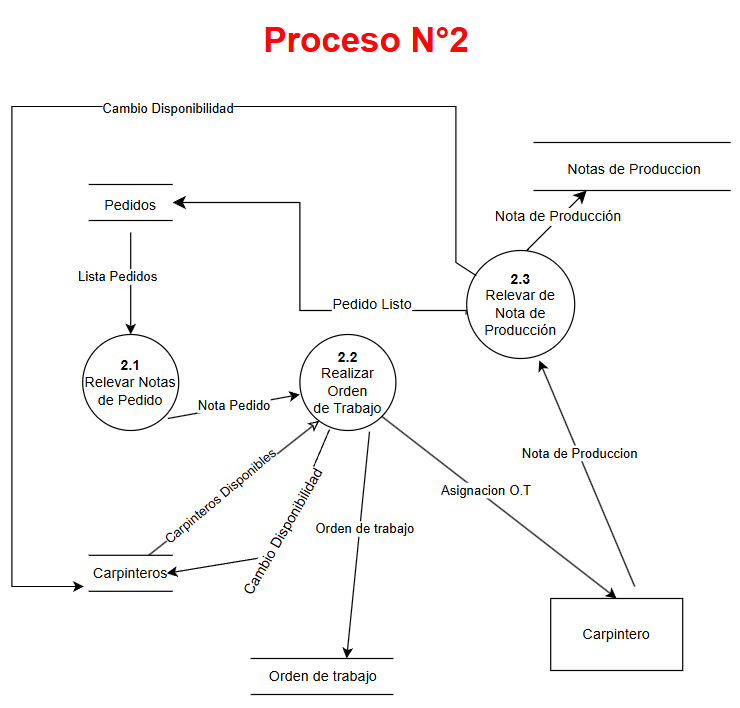 Proceso N°2
Cambio Disponibilidad
Notas de Produccion
Pedidos
Nota de Producción
Lista Pedidos
2.3
Relevar de
Nota de
Producción
Pedido Listo
2.1
Relevar Notas
de Pedido
2.2
Realizar
Orden
de Trabajo
Nota Pedido
Nota de Produccion
Carpinteros Disponibles
Asignacion O.T
Cambio Disponibilidad
Orden de trabajo
Carpinteros
Carpintero
Orden de trabajo